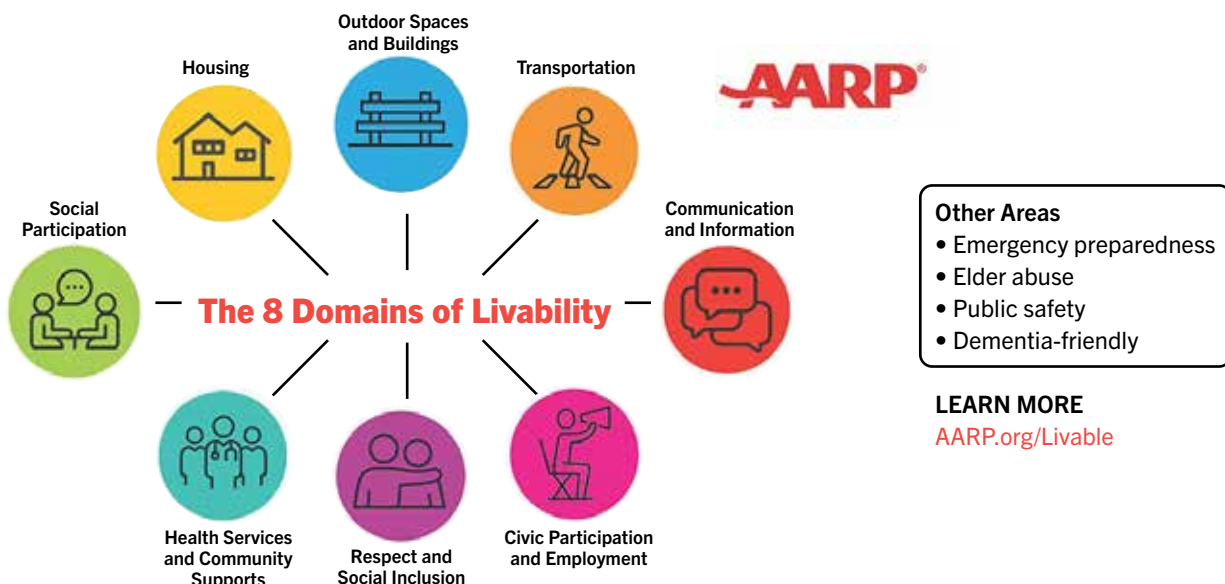 Outdoor Spaces
and Buildings
Housing
Transportation
AARP®
Social
Participation
Communication
and Information
The 8 Domains of Livability
Health Services
and Community
Supports
Respect and
Social Inclusion
Civic Participation
and Employment
Other Areas
• Emergency preparedness
• Elder abuse
• Public safety
• Dementia-friendly
LEARN MORE
AARP.org/Livable